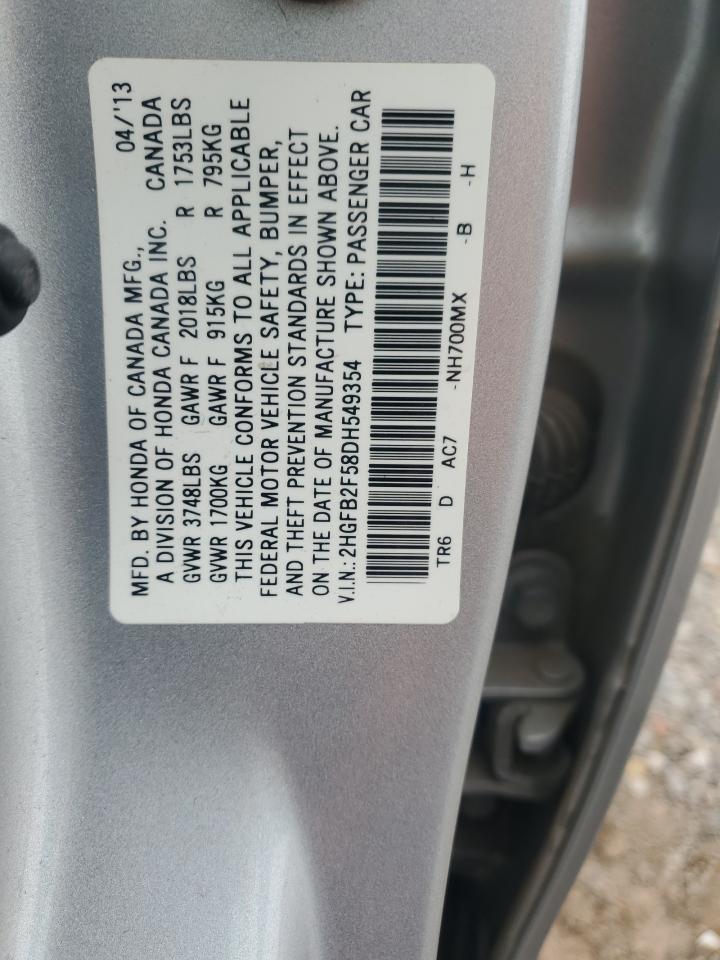 MFD. BY HONDA OF CANADA MFG., 04/'13
A DIVISION OF HONDA CANADA INC. CANADA
GVWR 3748LBS GAWR F 2018LBS R 1753LBS
GVWR 1700KG GAWR F 915KG R 795KG
THIS VEHICLE CONFORMS TO ALL APPLICABLE
FEDERAL MOTOR VEHICLE SAFETY, BUMPER,
AND THEFT PREVENTION STANDARDS IN EFFECT
ON THE DATE OF MANUFACTURE SHOWN ABOVE.
V.I.N.: 2HGFB2F58DH549354 TYPE: PASSENGER CAR
TR6 D AC7 -NH700MX -B -H